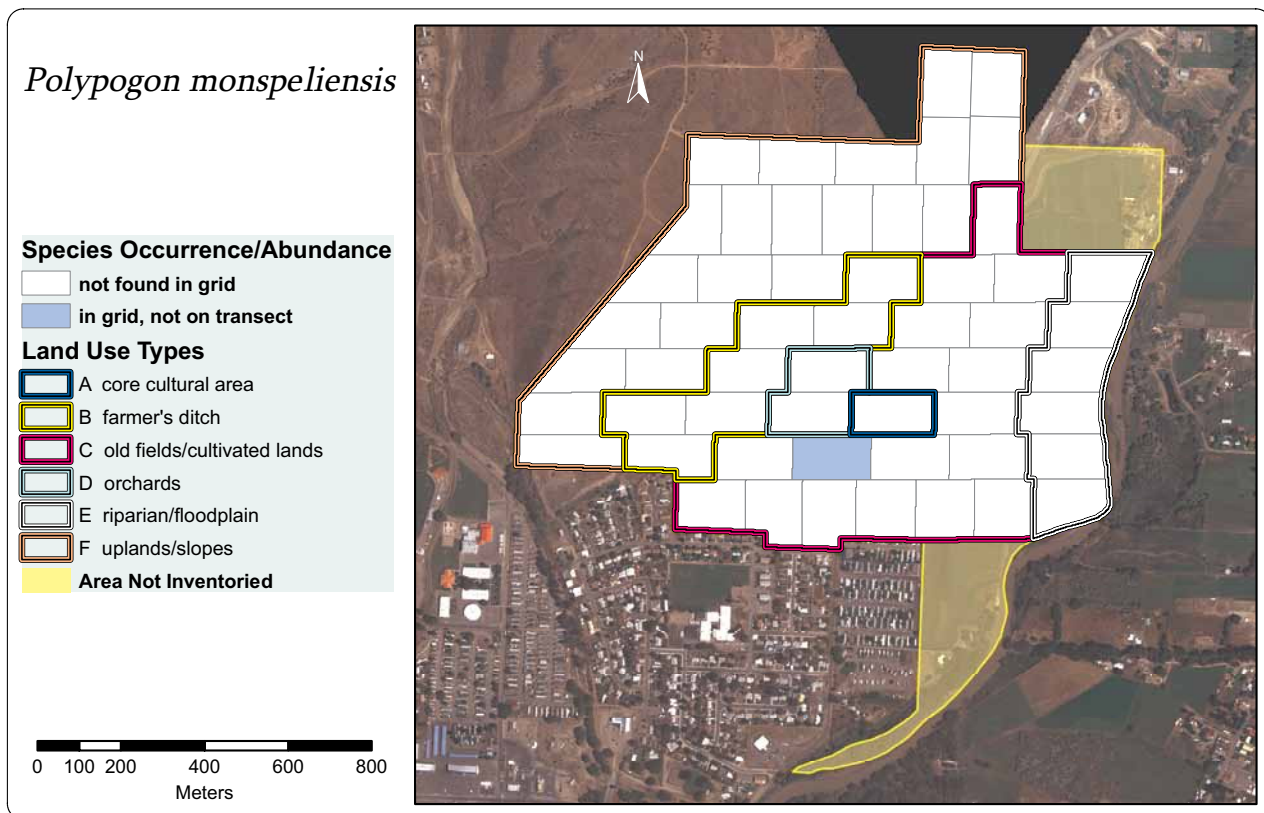 Polypogon monspeliensis
Species Occurrence/Abundance
not found in grid
in grid, not on transect
Land Use Types
A core cultural area
B farmer's ditch
C old fields/cultivated lands
D orchards
E riparian/floodplain
F uplands/slopes
Area Not Inventoried
0 100 200 400 600 800
Meters
N